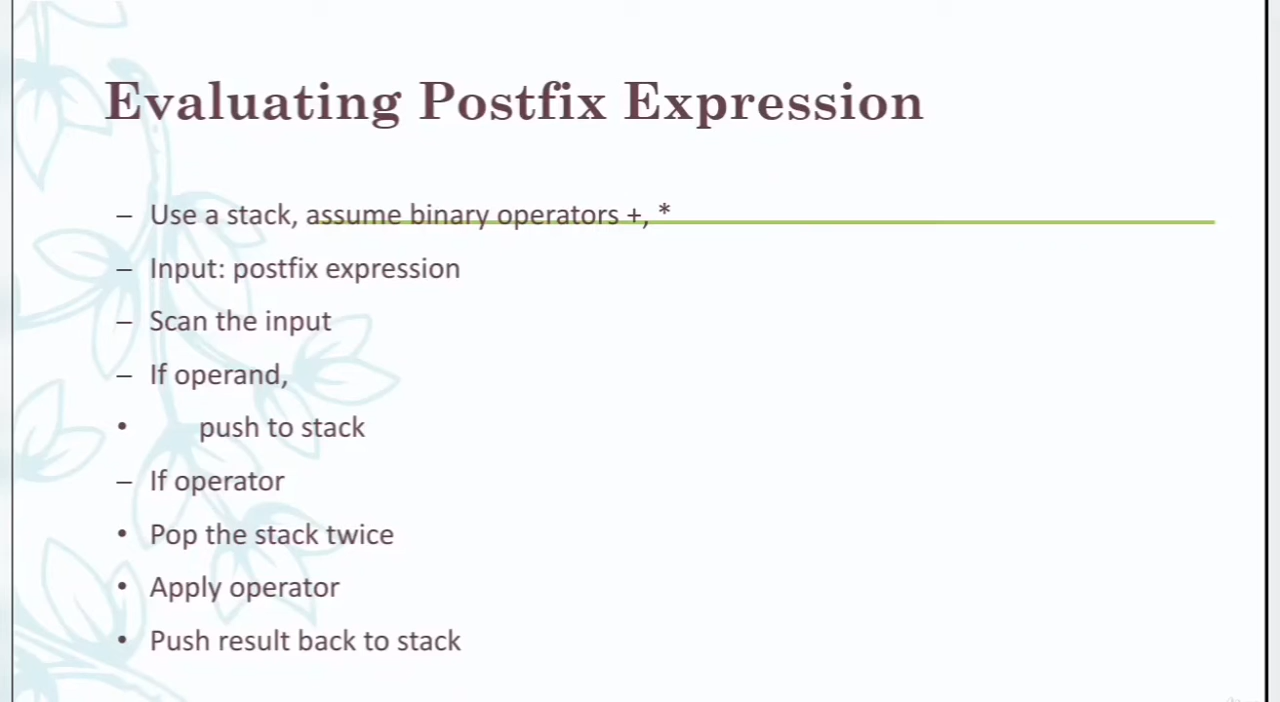 Evaluating Postfix Expression
– Use a stack, assume binary operators +, *
– Input: postfix expression
– Scan the input
– If operand,
• push to stack
– If operator
• Pop the stack twice
• Apply operator
• Push result back to stack